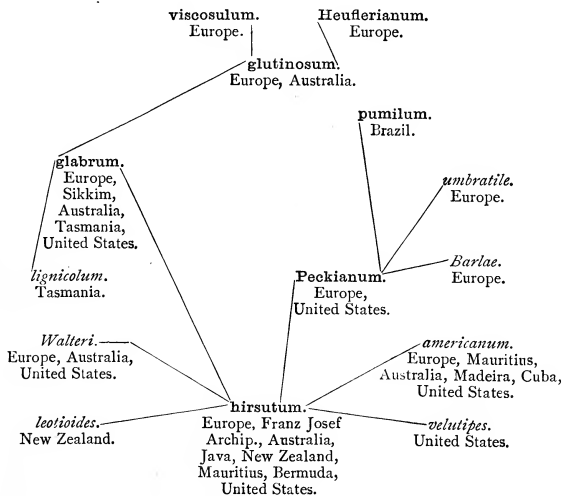 viscosulum.
Europe.
Heuflerianum.
Europe.
glutinosum.
Europe, Australia.
pumilum.
Brazil.
glabrum.
Europe,
Sikkim,
Australia,
Tasmania,
United States.
umbratile.
Europe.
lignicolum.
Tasmania.
Peckianum.
Europe,
United States.
Barlae.
Europe.
Walteri.
Europe, Australia,
United States.
americanum.
Europe, Mauritius,
Australia, Madeira, Cuba,
United States.
leotioides.
New Zealand.
hirsutum.
Europe, Franz Josef
Archip., Australia,
Java, New Zealand,
Mauritius, Bermuda,
United States.
velutipes.
United States.